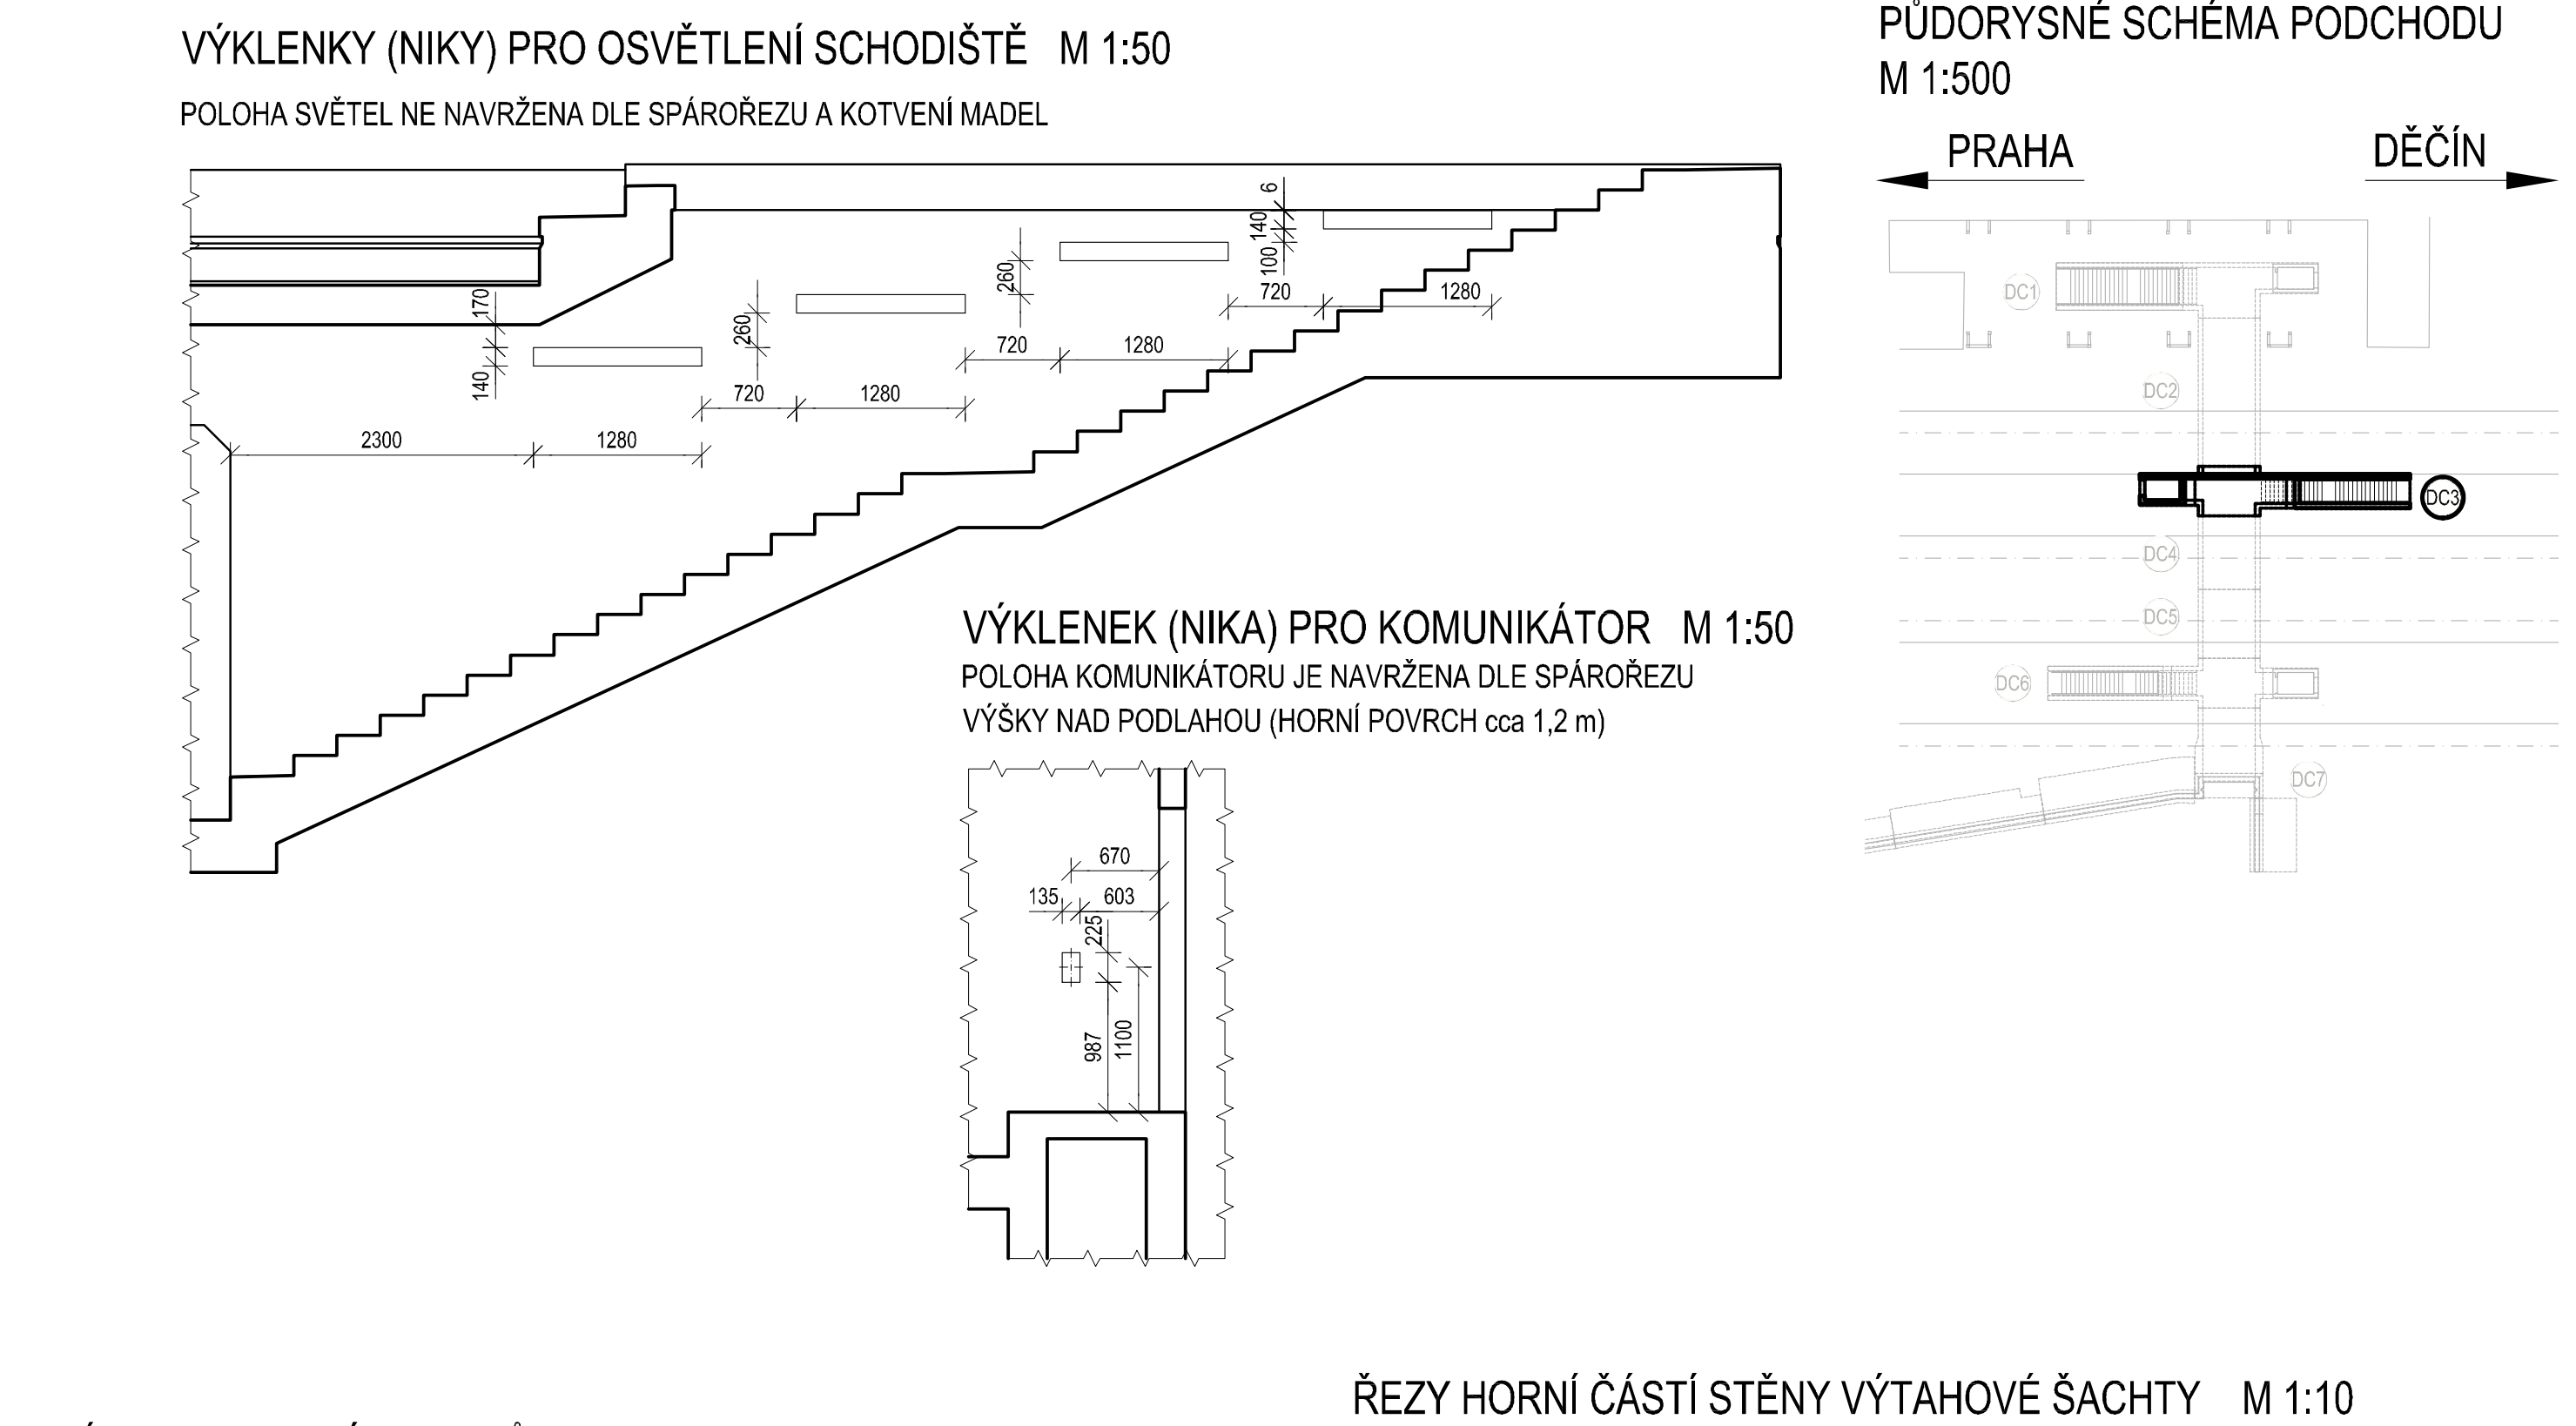 VÝKLENKY (NIKY) PRO OSVĚTLENÍ SCHODIŠTĚ M 1:50
POLOHA SVĚTEL NE NAVRŽENA DLE SPÁROŘEZU A KOTVENÍ MADEL
170
140
2300
1280
260
720
1280
260
720
1280
6
140
100
720
1280
PŮDORYSNÉ SCHÉMA PODCHODU
M 1:500
PRAHA
DĚČÍN
DC1
DC2
DC3
DC4
DC5
DC6
DC7
VÝKLENEK (NIKA) PRO KOMUNIKÁTOR M 1:50
POLOHA KOMUNIKÁTORU JE NAVRŽENA DLE SPÁROŘEZU
VÝŠKY NAD PODLAHOU (HORNÍ POVRCH cca 1,2 m)
670
135
603
225
987
1100
ŘEZY HORNÍ ČÁSTÍ STĚNY VÝTAHOVÉ ŠACHTY M 1:10